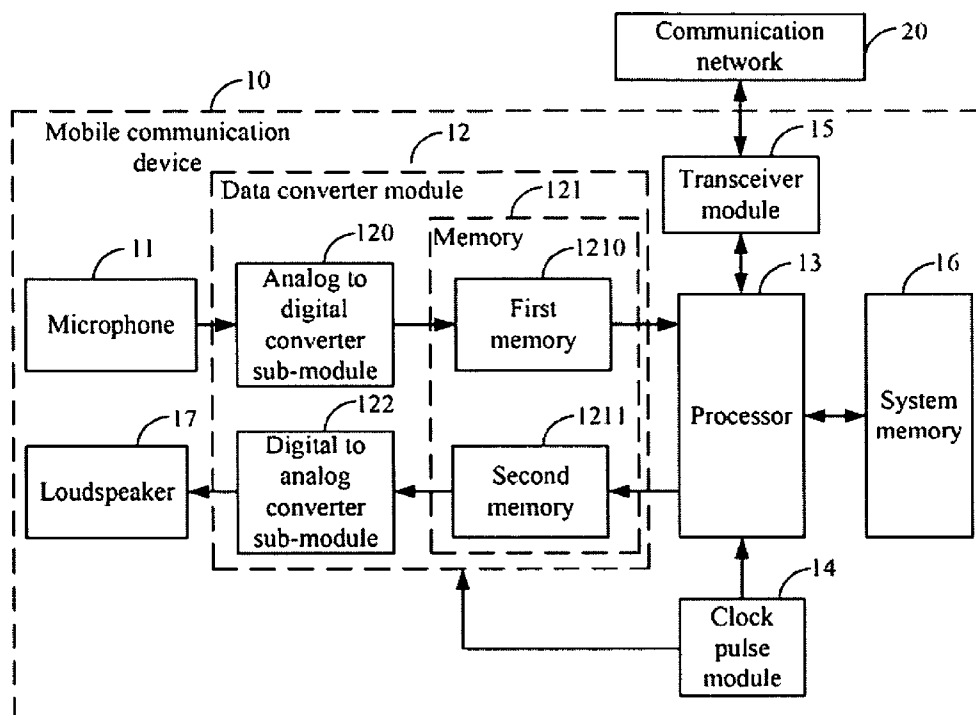 Communication
network
20
10
Mobile communication
device
12
15
Data converter module
121
Transceiver
module
Memory
11
120
1210
13
16
Microphone
Analog to
digital
converter
sub-module
First
memory
Processor
System
memory
17
122
1211
Loudspeaker
Digital to
analog
converter
sub-module
Second
memory
14
Clock
pulse
module